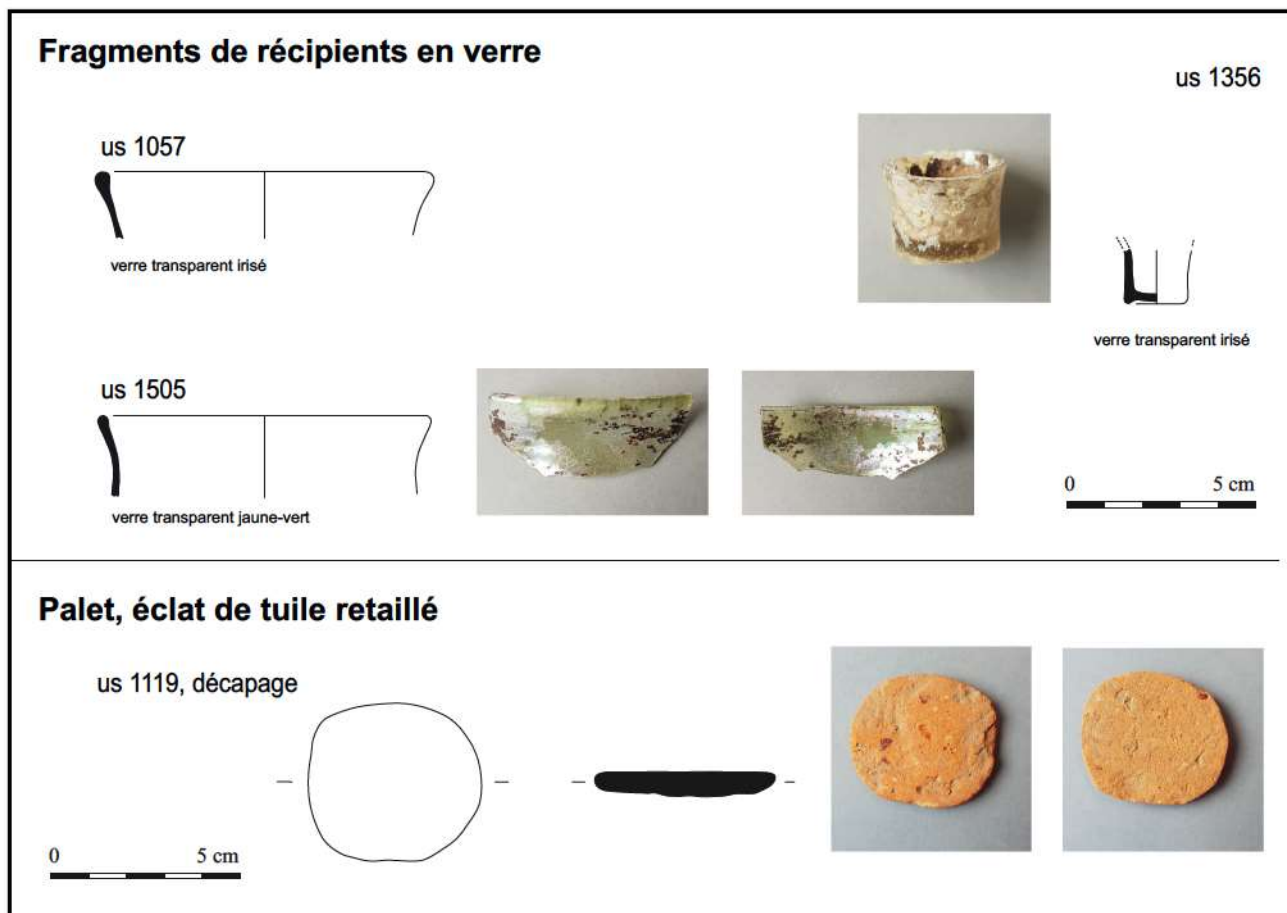 Fragments de récipients en verre
us 1356
us 1057
verre transparent irisé
verre transparent irisé
us 1505
verre transparent jaune-vert
0 5 cm
Palet, éclat de tuile retaillé
us 1119, décapage
0 5 cm